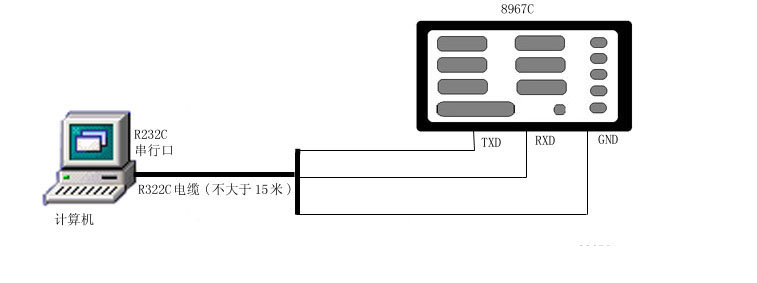 8967C
R232C
串行口
TXD
RXD
GND
R322C电缆（不大于15米）
计算机